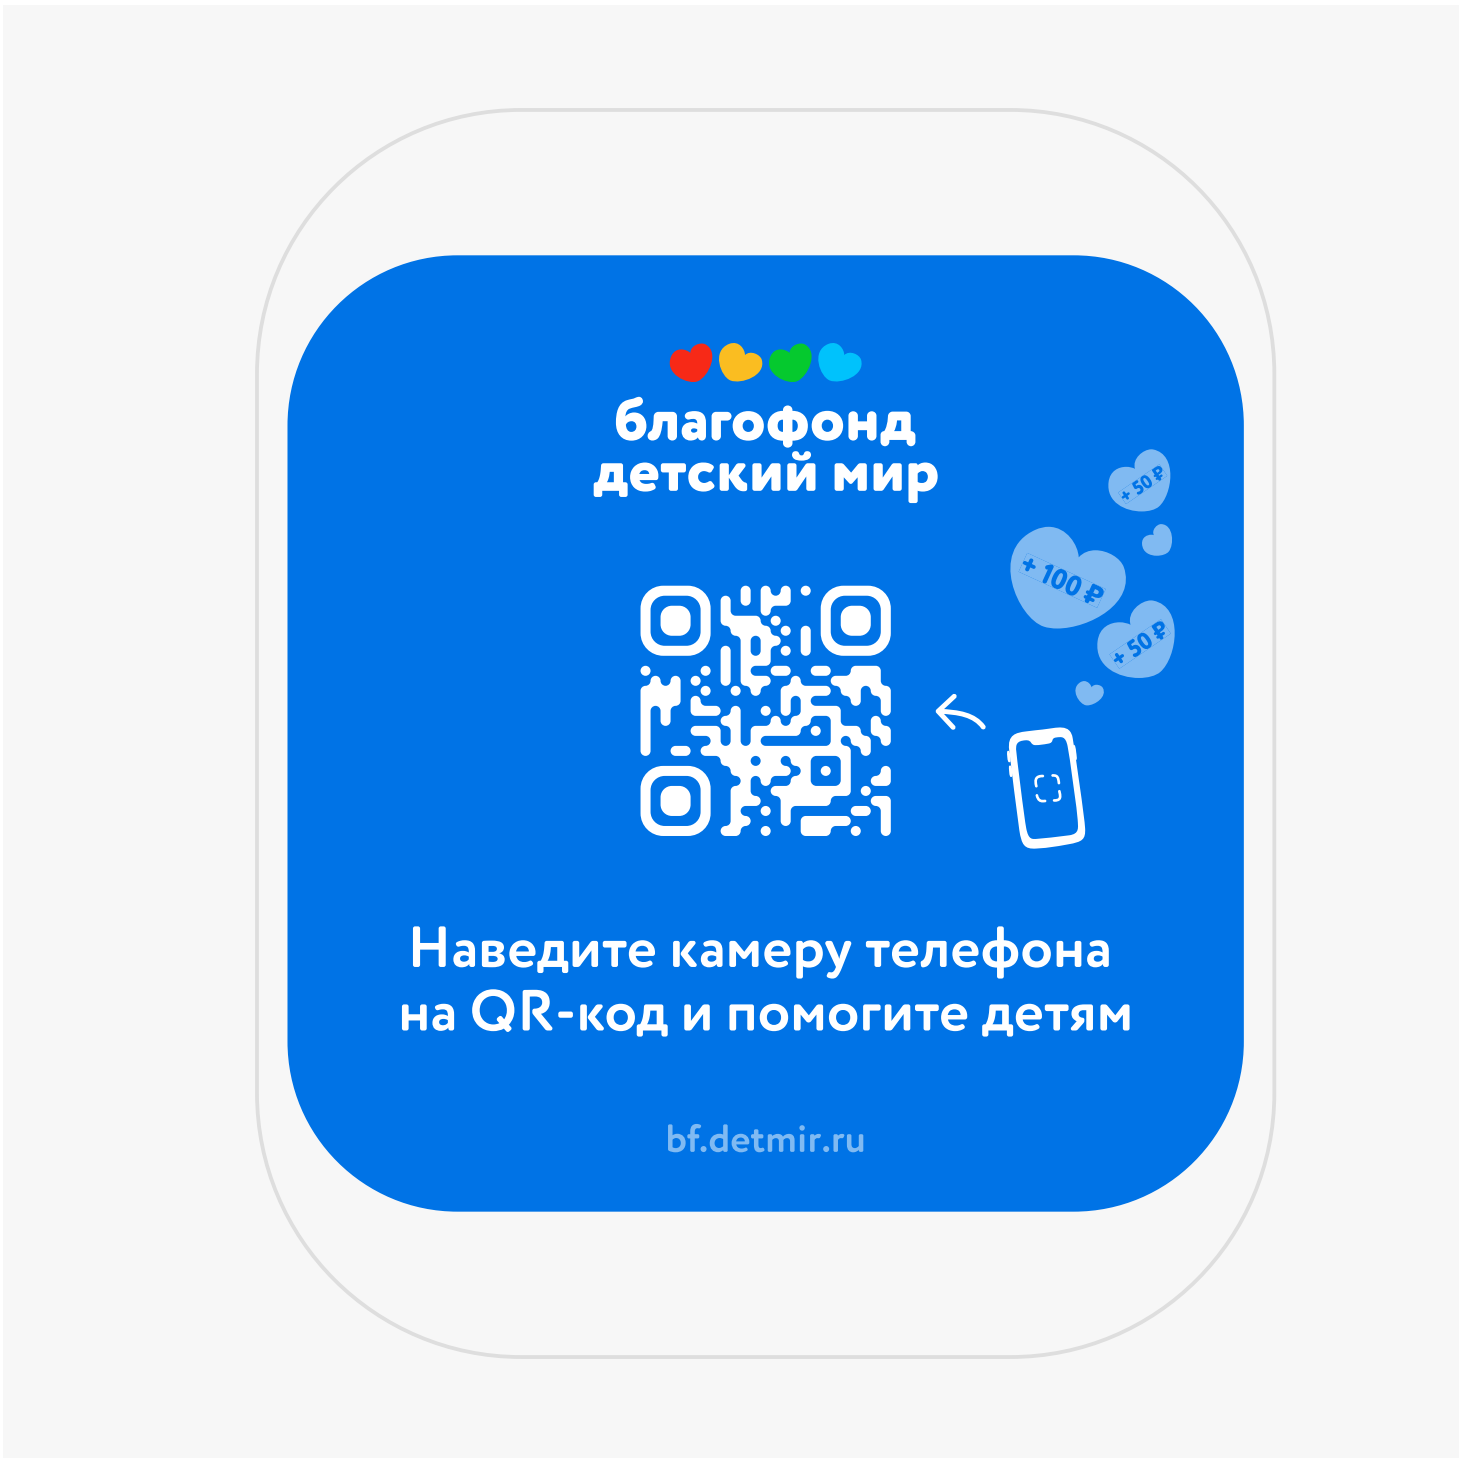 благофонд
детский мир
+ 50 ₽
+ 100 ₽
+ 50 ₽
Наведите камеру телефона
на QR-код и помогите детям
bf.detmir.ru